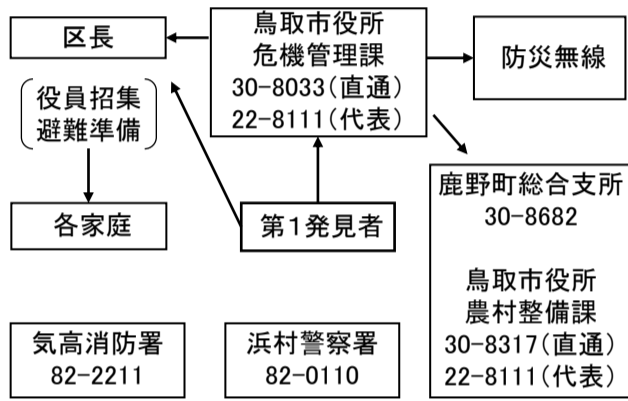 区長
鳥取市役所
危機管理課
30-8033(直通)
22-8111(代表)
防災無線
役員招集
避難準備
各家庭
第1発見者
鹿野町総合支所
30-8682
鳥取市役所
農村整備課
30-8317(直通)
22-8111(代表)
気高消防署
82-2211
浜村警察署
82-0110